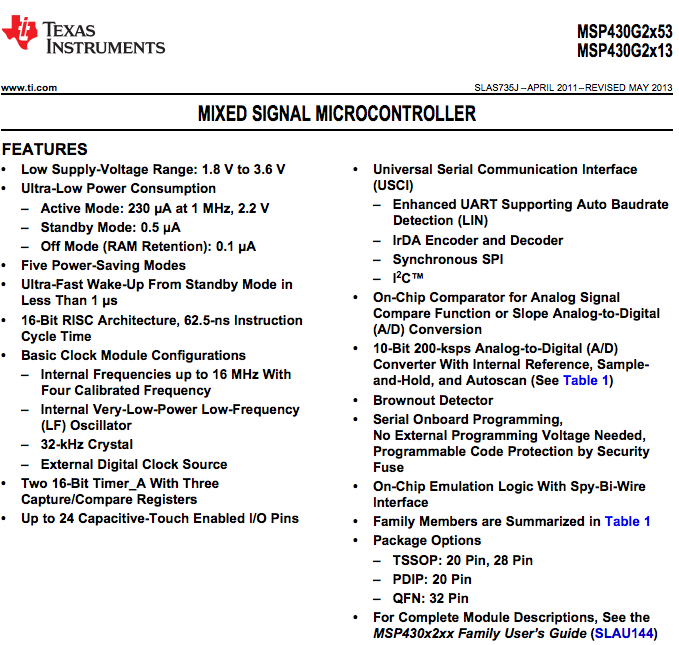 TEXAS
INSTRUMENTS
MSP430G2x53
MSP430G2x13
www.ti.com
SLAS735J –APRIL 2011–REVISED MAY 2013
MIXED SIGNAL MICROCONTROLLER
FEATURES
• Low Supply-Voltage Range: 1.8 V to 3.6 V
• Ultra-Low Power Consumption
– Active Mode: 230 µA at 1 MHz, 2.2 V
– Standby Mode: 0.5 µA
– Off Mode (RAM Retention): 0.1 µA
• Five Power-Saving Modes
• Ultra-Fast Wake-Up From Standby Mode in
Less Than 1 µs
• 16-Bit RISC Architecture, 62.5-ns Instruction
Cycle Time
• Basic Clock Module Configurations
– Internal Frequencies up to 16 MHz With
Four Calibrated Frequency
– Internal Very-Low-Power Low-Frequency
(LF) Oscillator
– 32-kHz Crystal
– External Digital Clock Source
• Two 16-Bit Timer_A With Three
Capture/Compare Registers
• Up to 24 Capacitive-Touch Enabled I/O Pins
• Universal Serial Communication Interface
(USCI)
– Enhanced UART Supporting Auto Baudrate
Detection (LIN)
– IrDA Encoder and Decoder
– Synchronous SPI
– I²C™
• On-Chip Comparator for Analog Signal
Compare Function or Slope Analog-to-Digital
(A/D) Conversion
• 10-Bit 200-ksps Analog-to-Digital (A/D)
Converter With Internal Reference, Sample-
and-Hold, and Autoscan (See Table 1)
• Brownout Detector
• Serial Onboard Programming,
No External Programming Voltage Needed,
Programmable Code Protection by Security
Fuse
• On-Chip Emulation Logic With Spy-Bi-Wire
Interface
• Family Members are Summarized in Table 1
• Package Options
– TSSOP: 20 Pin, 28 Pin
– PDIP: 20 Pin
– QFN: 32 Pin
• For Complete Module Descriptions, See the
MSP430x2xx Family User's Guide (SLAU144)